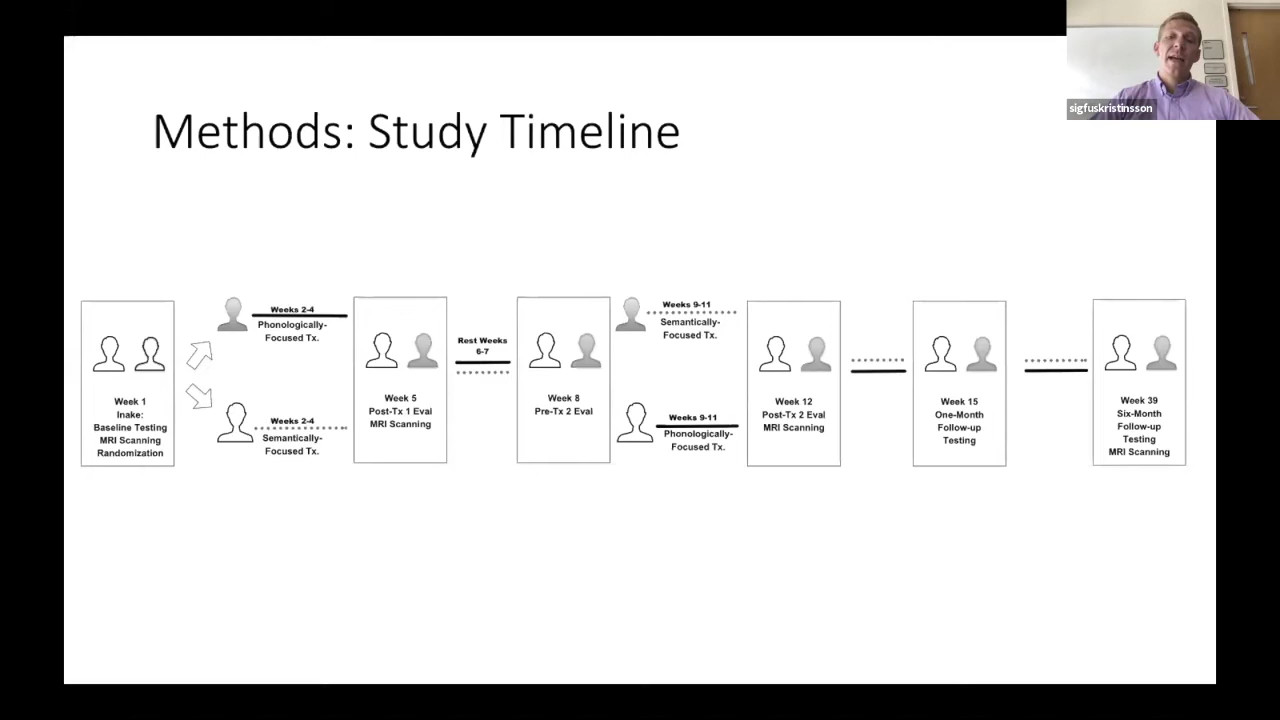 sigfuskristinsson
Methods: Study Timeline
Week 1
Inake:
Baseline Testing
MRI Scanning
Randomization
Weeks 2-4
Phonologically-
Focused Tx.
Weeks 2-4
Semantically-
Focused Tx.
Week 5
Post-Tx 1 Eval
MRI Scanning
Rest Weeks
6-7
Week 8
Pre-Tx 2 Eval
Weeks 9-11
Semantically-
Focused Tx.
Weeks 9-11
Phonologically-
Focused Tx.
Week 12
Post-Tx 2 Eval
MRI Scanning
Week 15
One-Month
Follow-up
Testing
Week 39
Six-Month
Follow-up
Testing
MRI Scanning